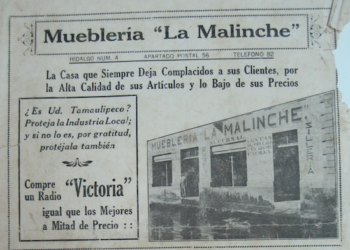 Mueblería "La Malinche"
HIDALGO NUM. 4 APARTADO POSTAL 56 TELEFONO 62
La Casa que Siempre Deja Complacidos a sus Clientes, por
la Alta Calidad de sus Artículos y lo Bajo de sus Precios
¿Es Ud. Tamaulipeco?
Proteja la Industria Local;
y si no lo es, por gratitud,
protéjala también
Compre
un Radio "Victoria"
igual que los Mejores
a Mitad de Precio ::
MUEBLERIA "LA MALINCHE"
SILLERIA